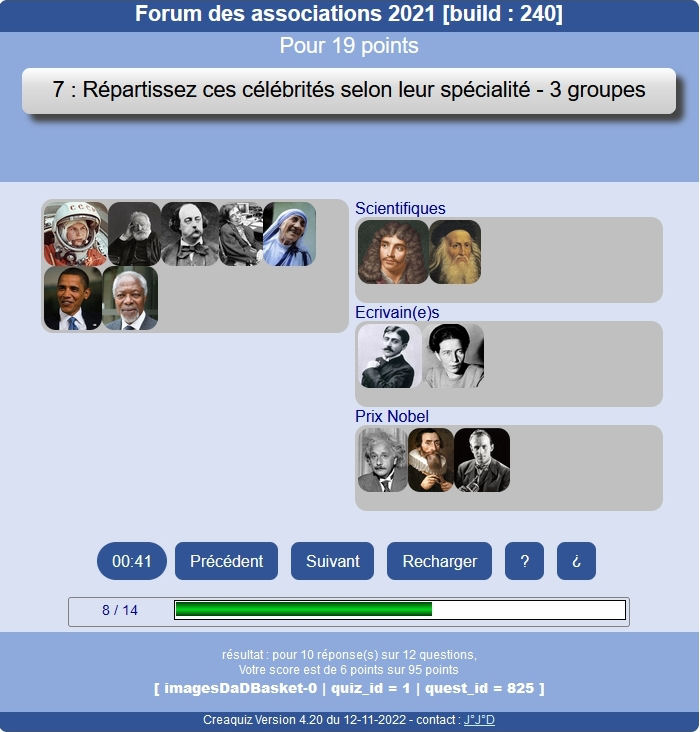 Forum des associations 2021 [build : 240]
Pour 19 points
7 : Répartissez ces célébrités selon leur spécialité - 3 groupes
CCCP
Scientifiques
Ecrivain(e)s
Prix Nobel
00:41
Précédent
Suivant
Recharger
?
¿
8 / 14
résultat : pour 10 réponse(s) sur 12 questions,
Votre score est de 6 points sur 95 points
[ imagesDaDBasket-0 | quiz_id = 1 | quest_id = 825 ]
Creaquiz Version 4.20 du 12-11-2022 - contact : J°J°D